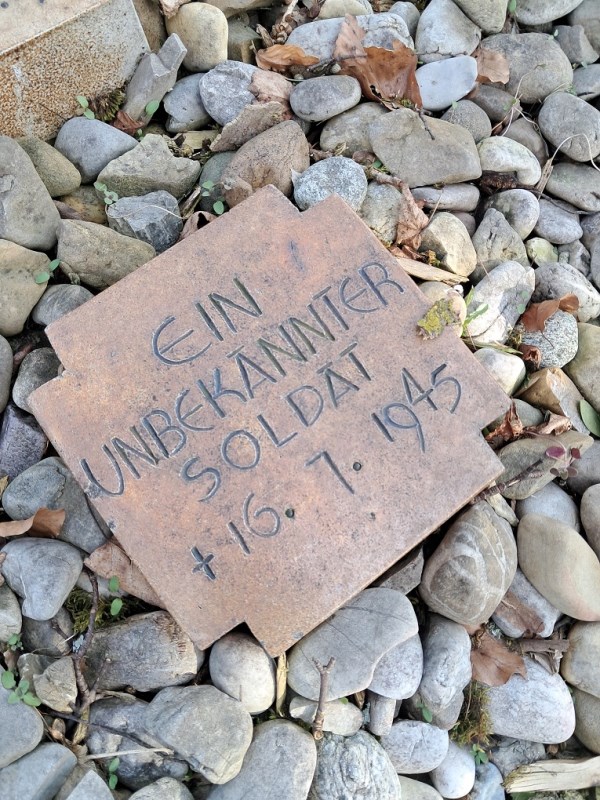 EIN
UNBEKANNTER
SOLDAT
+ 16. 7. 1945